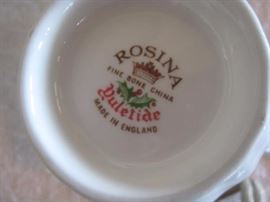 ROSINA
FINE BONE CHINA
Yuletide
MADE IN ENGLAND